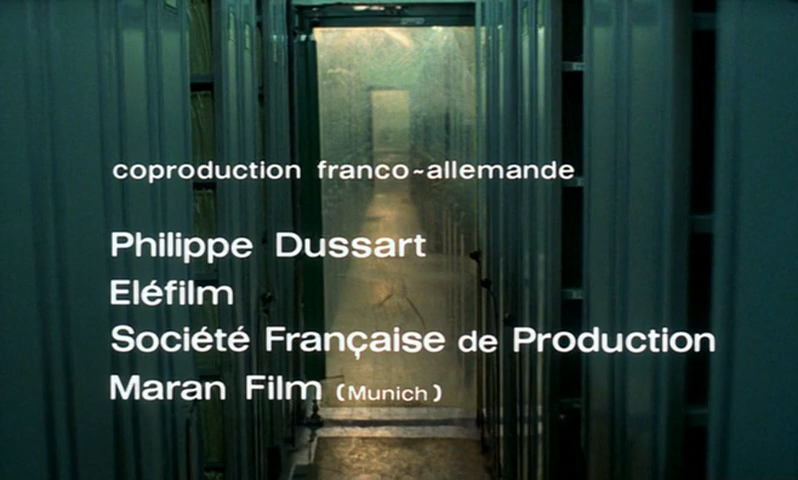 coproduction franco~allemande
Philippe Dussart
Eléfilm
Société Française de Production
Maran Film (Munich)